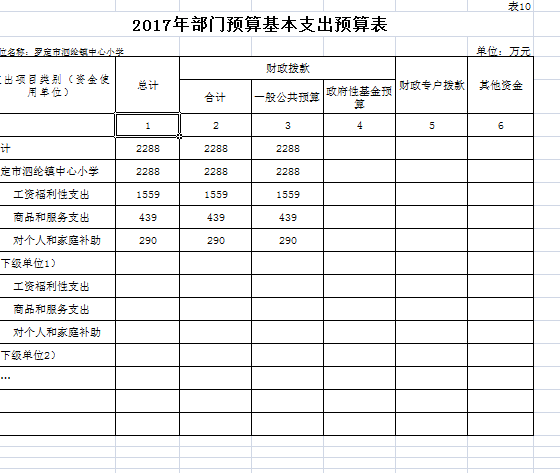 表10
2017年部门预算基本支出预算表
位名称：罗定市泗纶镇中心小学 单位：万元
出项目类别（资金使用单位） 总计 财政拨款 财政专户拨款 其他资金
合计 一般公共预算 政府性基金预算
1 2 3 4 5 6
计 2288 2288 2288
定市泗纶镇中心小学 2288 2288 2288
工资福利性支出 1559 1559 1559
商品和服务支出 439 439 439
对个人和家庭补助 290 290 290
下级单位1）
工资福利性支出
商品和服务支出
对个人和家庭补助
下级单位2）
…